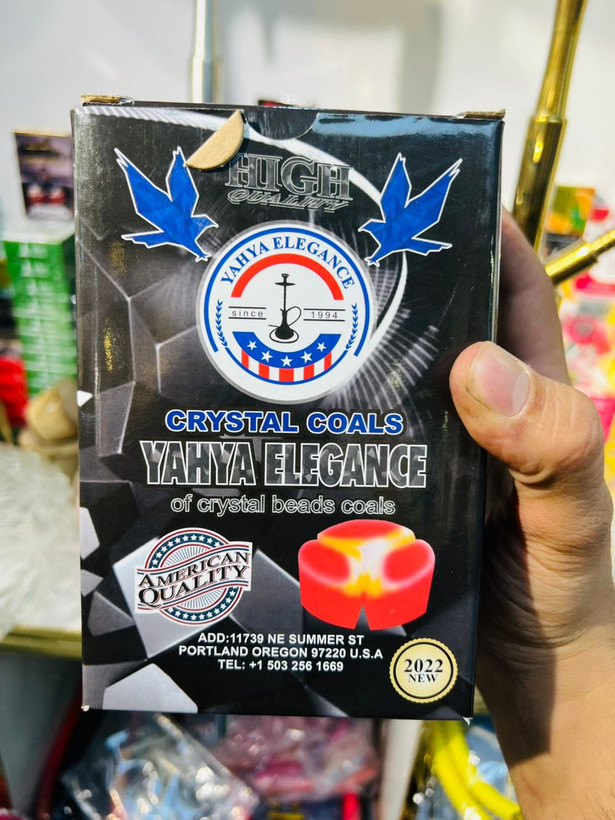 HIGH
QUALITY
YAHYA ELEGANCE
since 1994
CRYSTAL COALS
YAHYA ELEGANCE
of crystal beads coals
AMERICAN
QUALITY
ADD:11739 NE SUMMER ST
PORTLAND OREGON 97220 U.S.A
TEL: +1 503 256 1669
2022
NEW